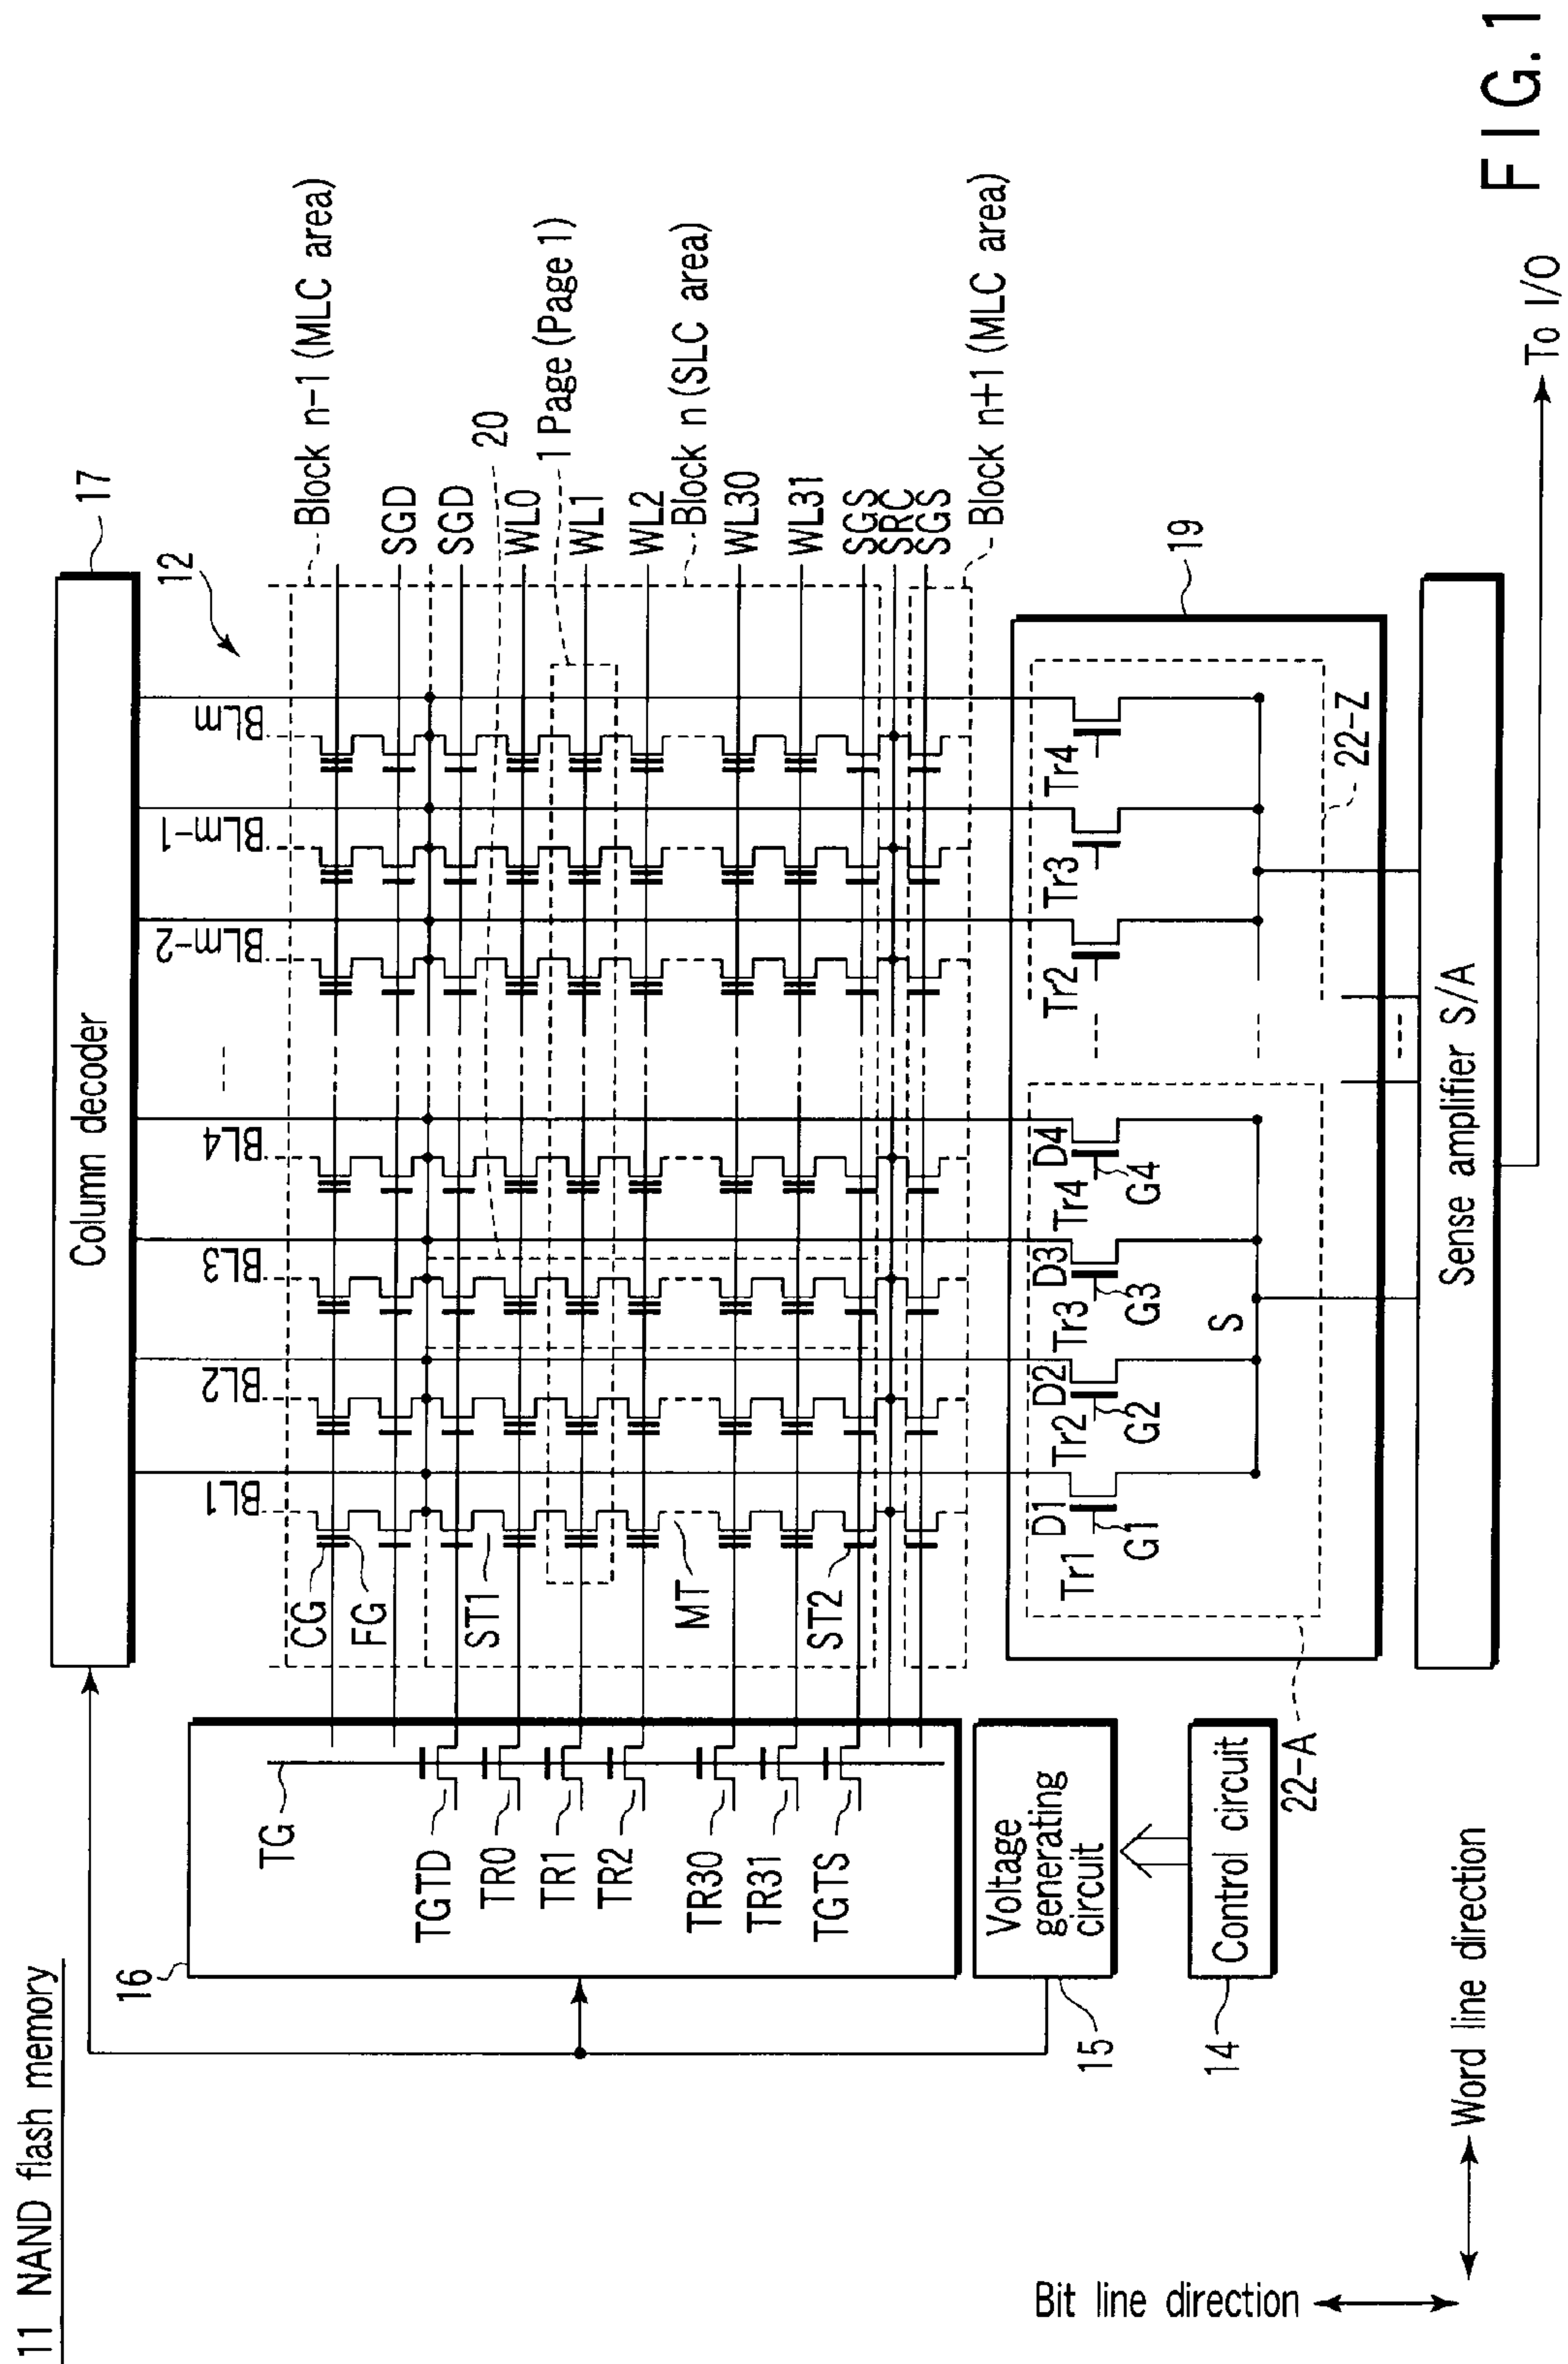 11 NAND flash memory
Column decoder
17
12
BL1
BL2
BL3
BL4
BLm-2
BLm-1
BLm
Block n-1 (MLC area)
SGD
SGD
20
WL0
1 Page (Page 1)
WL1
WL2
Block n (SLC area)
WL30
WL31
SGS
SRC
SGS
Block n+1 (MLC area)
CG
FG
ST1
MT
ST2
16
TG
TGTD
TR0
TR1
TR2
TR30
TR31
TGTS
Voltage
generating
circuit
15
Control circuit
14
19
D1
Tr1
G1
D2
Tr2
G2
D3
Tr3
G3
D4
Tr4
G4
S
Tr2
Tr3
Tr4
22-A
22-Z
Sense amplifier S/A
To I/O
Bit line direction
Word line direction
FIG. 1